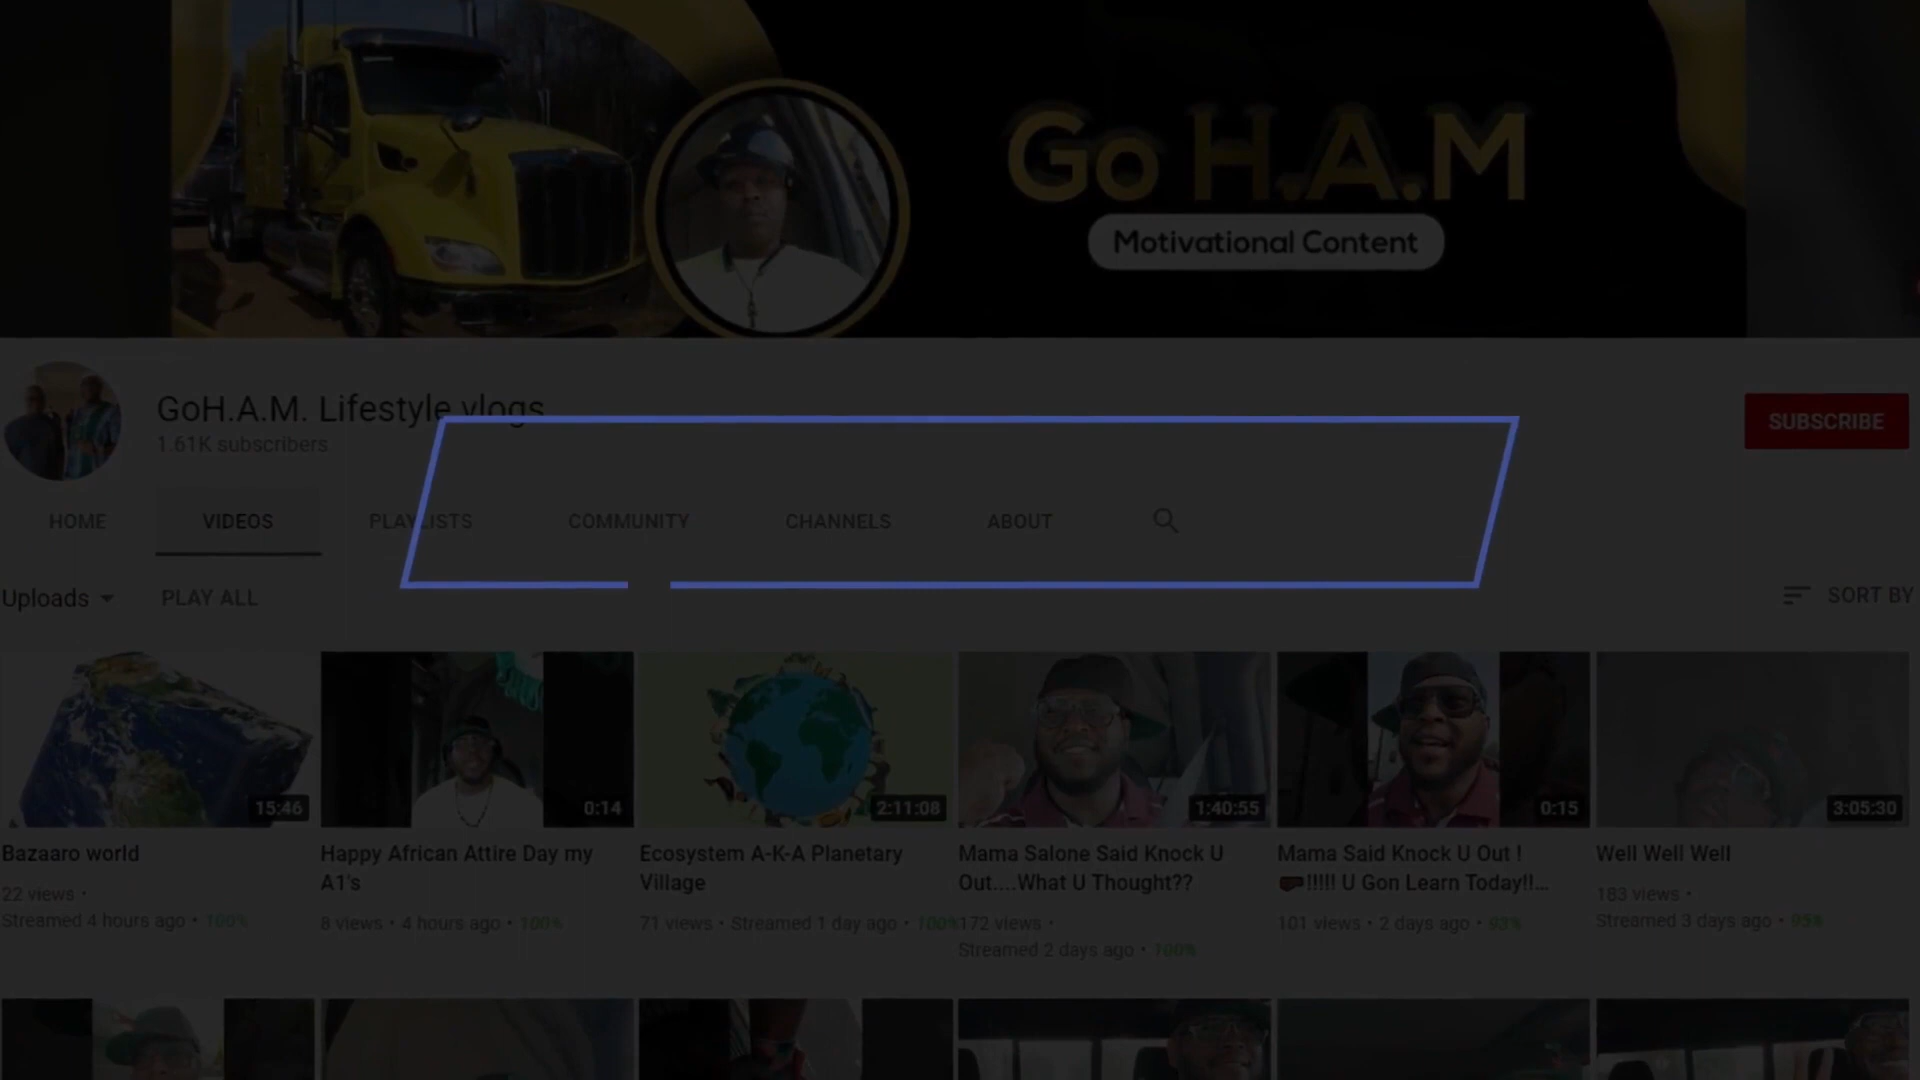 Go H.A.M
Motivational Content
GoH.A.M. Lifestyle vlogs
1.61K subscribers
SUBSCRIBE
HOME
VIDEOS
PLAYLISTS
COMMUNITY
CHANNELS
ABOUT
Uploads
PLAY ALL
SORT BY
15:46
0:14
2:11:08
1:40:55
0:15
3:05:30
Bazaaro world
22 views •
Streamed 4 hours ago • 100%
Happy African Attire Day my
A1's
8 views • 4 hours ago • 100%
Ecosystem A-K-A Planetary
Village
71 views • Streamed 1 day ago • 100%
Mama Salone Said Knock U
Out....What U Thought??
172 views •
Streamed 2 days ago • 100%
Mama Said Knock U Out !
🤛🏿!!!!! U Gon Learn Today!!...
101 views • 2 days ago • 93%
Well Well Well
183 views •
Streamed 3 days ago • 95%